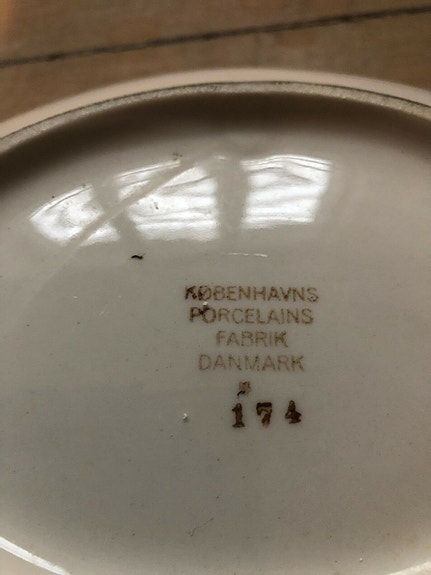 KØBENHAVNS
PORCELAINS
FABRIK
DANMARK
174